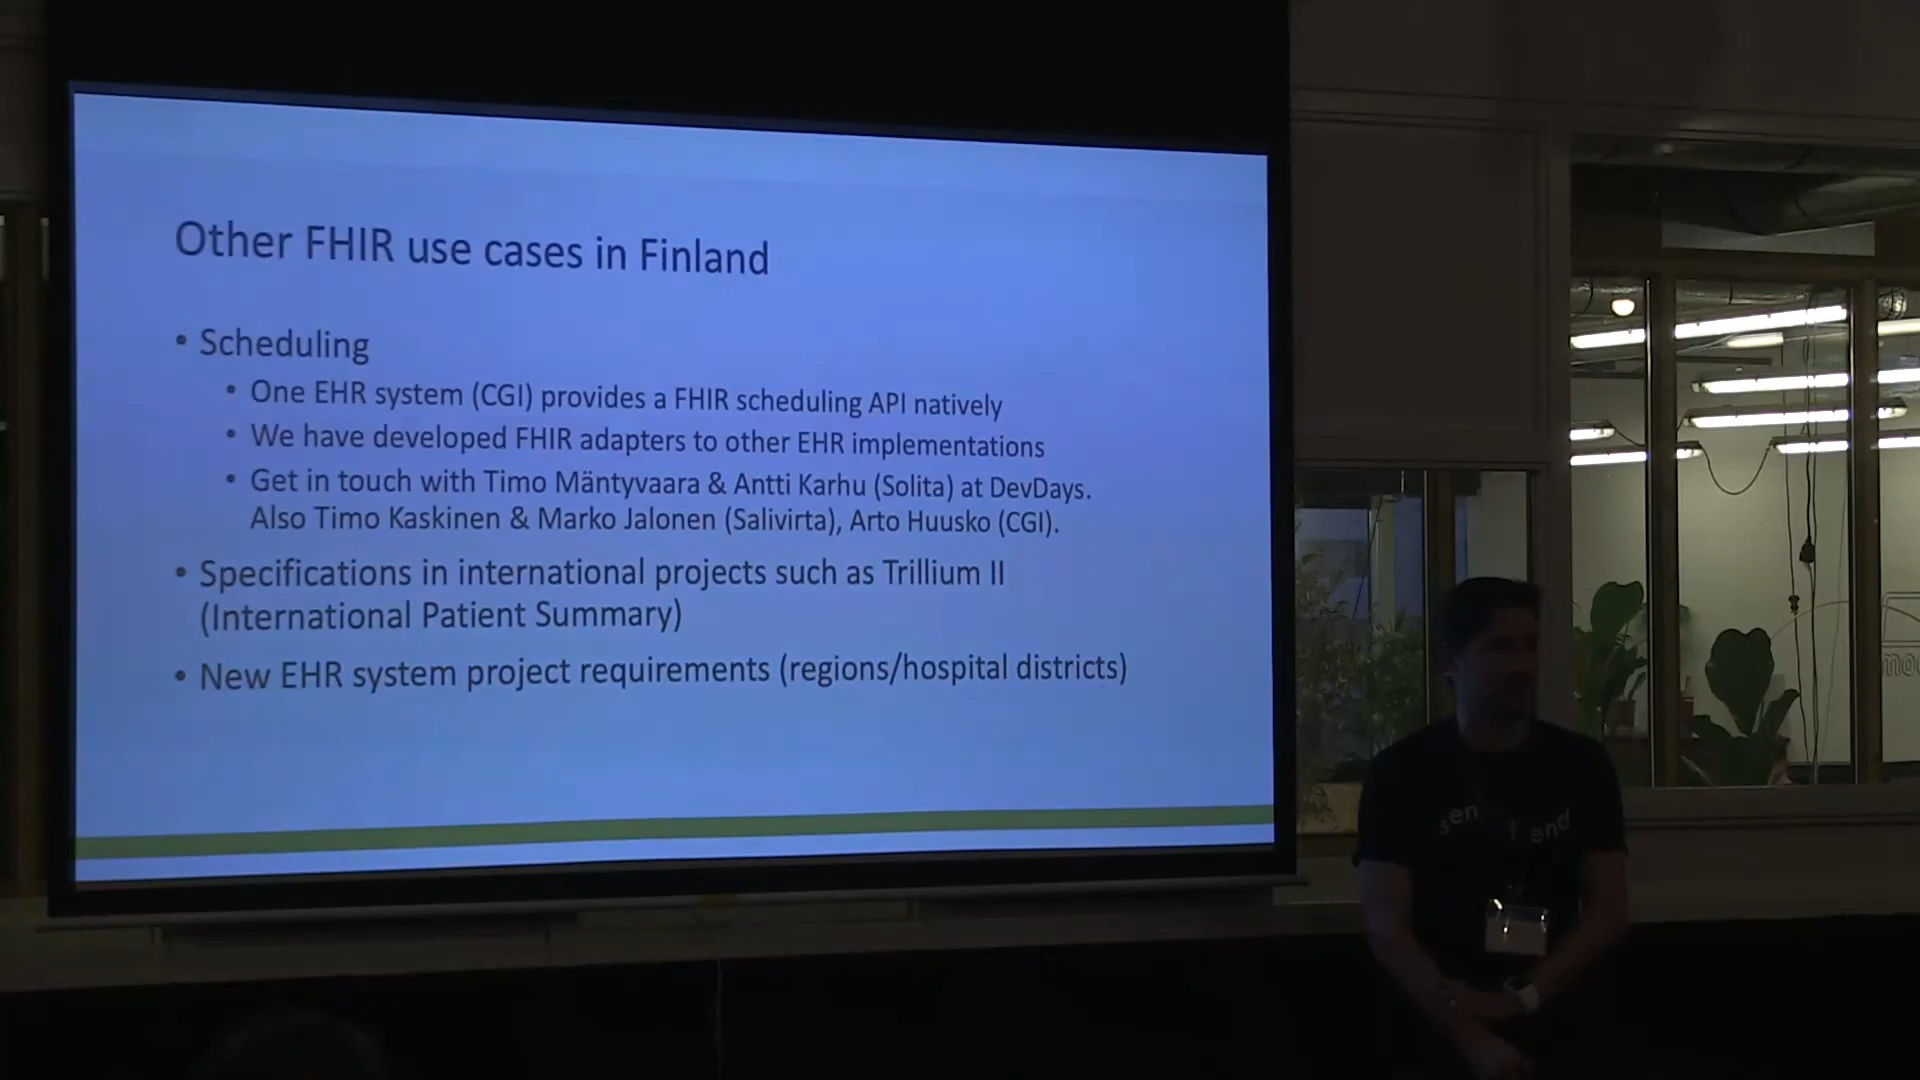 Other FHIR use cases in Finland
• Scheduling
• One EHR system (CGI) provides a FHIR scheduling API natively
• We have developed FHIR adapters to other EHR implementations
• Get in touch with Timo Mäntyvaara & Antti Karhu (Solita) at DevDays.
Also Timo Kaskinen & Marko Jalonen (Salivirta), Arto Huusko (CGI).
• Specifications in international projects such as Trillium II
(International Patient Summary)
• New EHR system project requirements (regions/hospital districts)